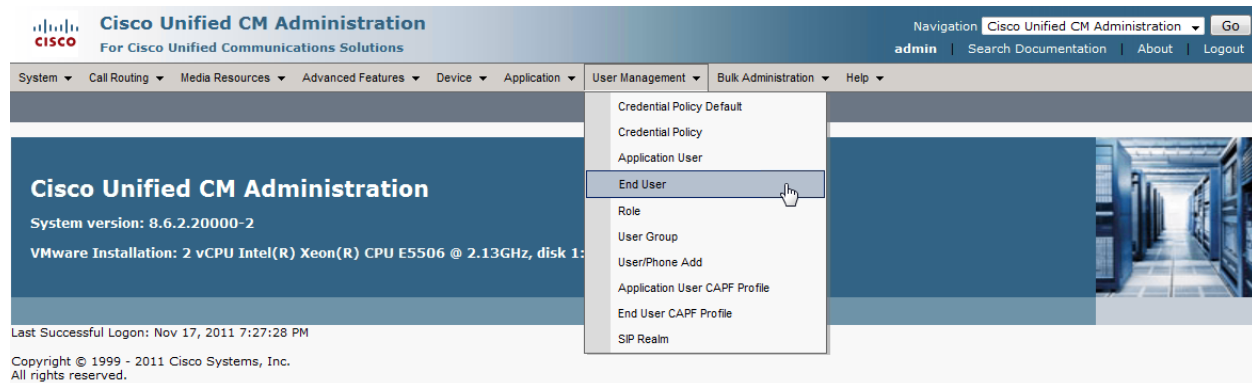 Cisco Unified CM Administration
For Cisco Unified Communications Solutions
CISCO
Navigation Cisco Unified CM Administration Go
admin | Search Documentation | About | Logout
System Call Routing Media Resources Advanced Features Device Application User Management Bulk Administration Help
Credential Policy Default
Credential Policy
Application User
End User
Role
User Group
User/Phone Add
Application User CAPF Profile
End User CAPF Profile
SIP Realm
Cisco Unified CM Administration
System version: 8.6.2.20000-2
VMware Installation: 2 vCPU Intel(R) Xeon(R) CPU E5506 @ 2.13GHz, disk 1:
Last Successful Logon: Nov 17, 2011 7:27:28 PM
Copyright © 1999 - 2011 Cisco Systems, Inc.
All rights reserved.